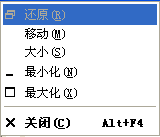 还原(R)
移动(M)
大小(S)
最小化(N)
最大化(X)
关闭(C) Alt+F4